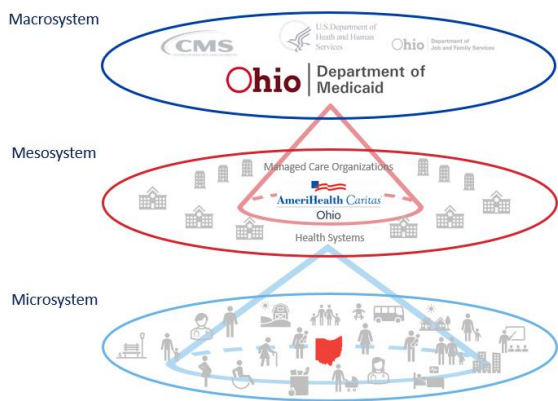 Macrosystem
CMS
U.S.Department of
Health and Human
Services
Ohio Department of
Job and Family Services
Ohio Department of
Medicaid
Mesosystem
Managed Care Organizations
AmeriHealth Caritas
Ohio
Health Systems
Microsystem